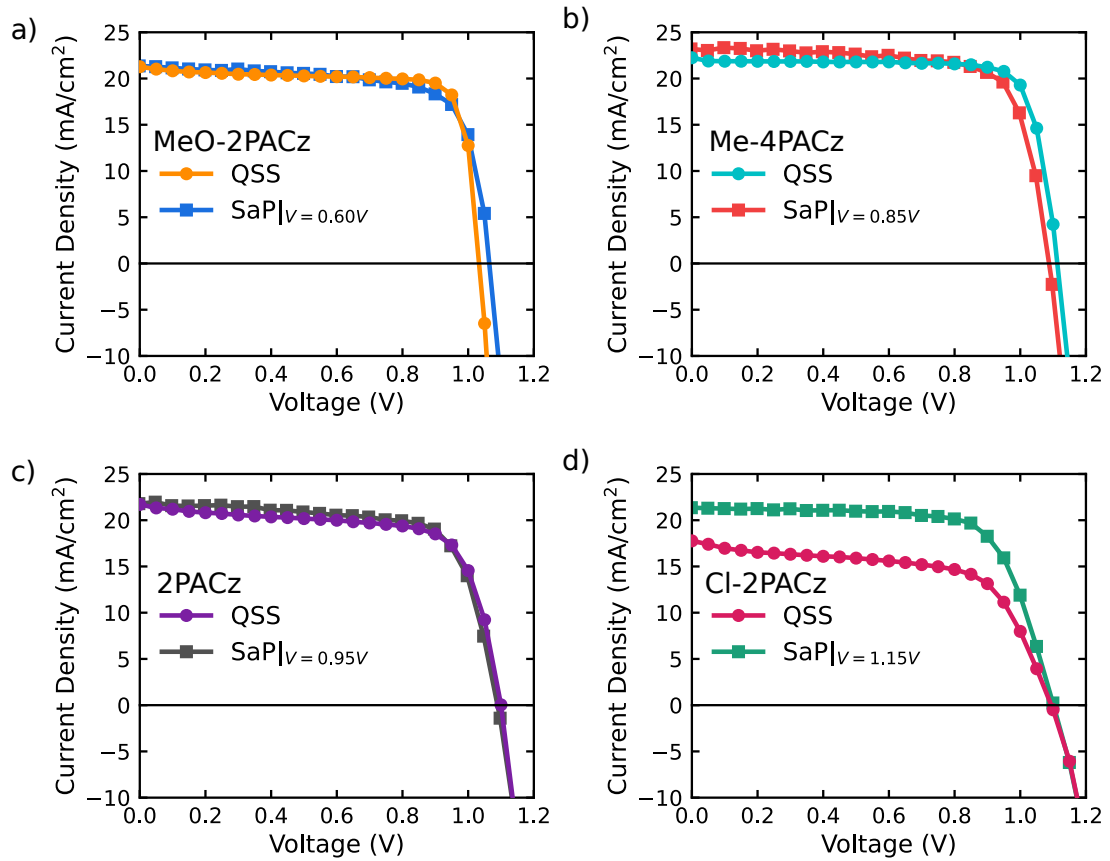 a)
25
20
15
10
5
0
−5
−10
Current Density (mA/cm²)
MeO-2PACz
QSS
SaP|V = 0.60V
0.0 0.2 0.4 0.6 0.8 1.0 1.2
Voltage (V)
b)
25
20
15
10
5
0
−5
−10
Current Density (mA/cm²)
Me-4PACz
QSS
SaP|V = 0.85V
0.0 0.2 0.4 0.6 0.8 1.0 1.2
Voltage (V)
c)
25
20
15
10
5
0
−5
−10
Current Density (mA/cm²)
2PACz
QSS
SaP|V = 0.95V
0.0 0.2 0.4 0.6 0.8 1.0 1.2
Voltage (V)
d)
25
20
15
10
5
0
−5
−10
Current Density (mA/cm²)
Cl-2PACz
QSS
SaP|V = 1.15V
0.0 0.2 0.4 0.6 0.8 1.0 1.2
Voltage (V)